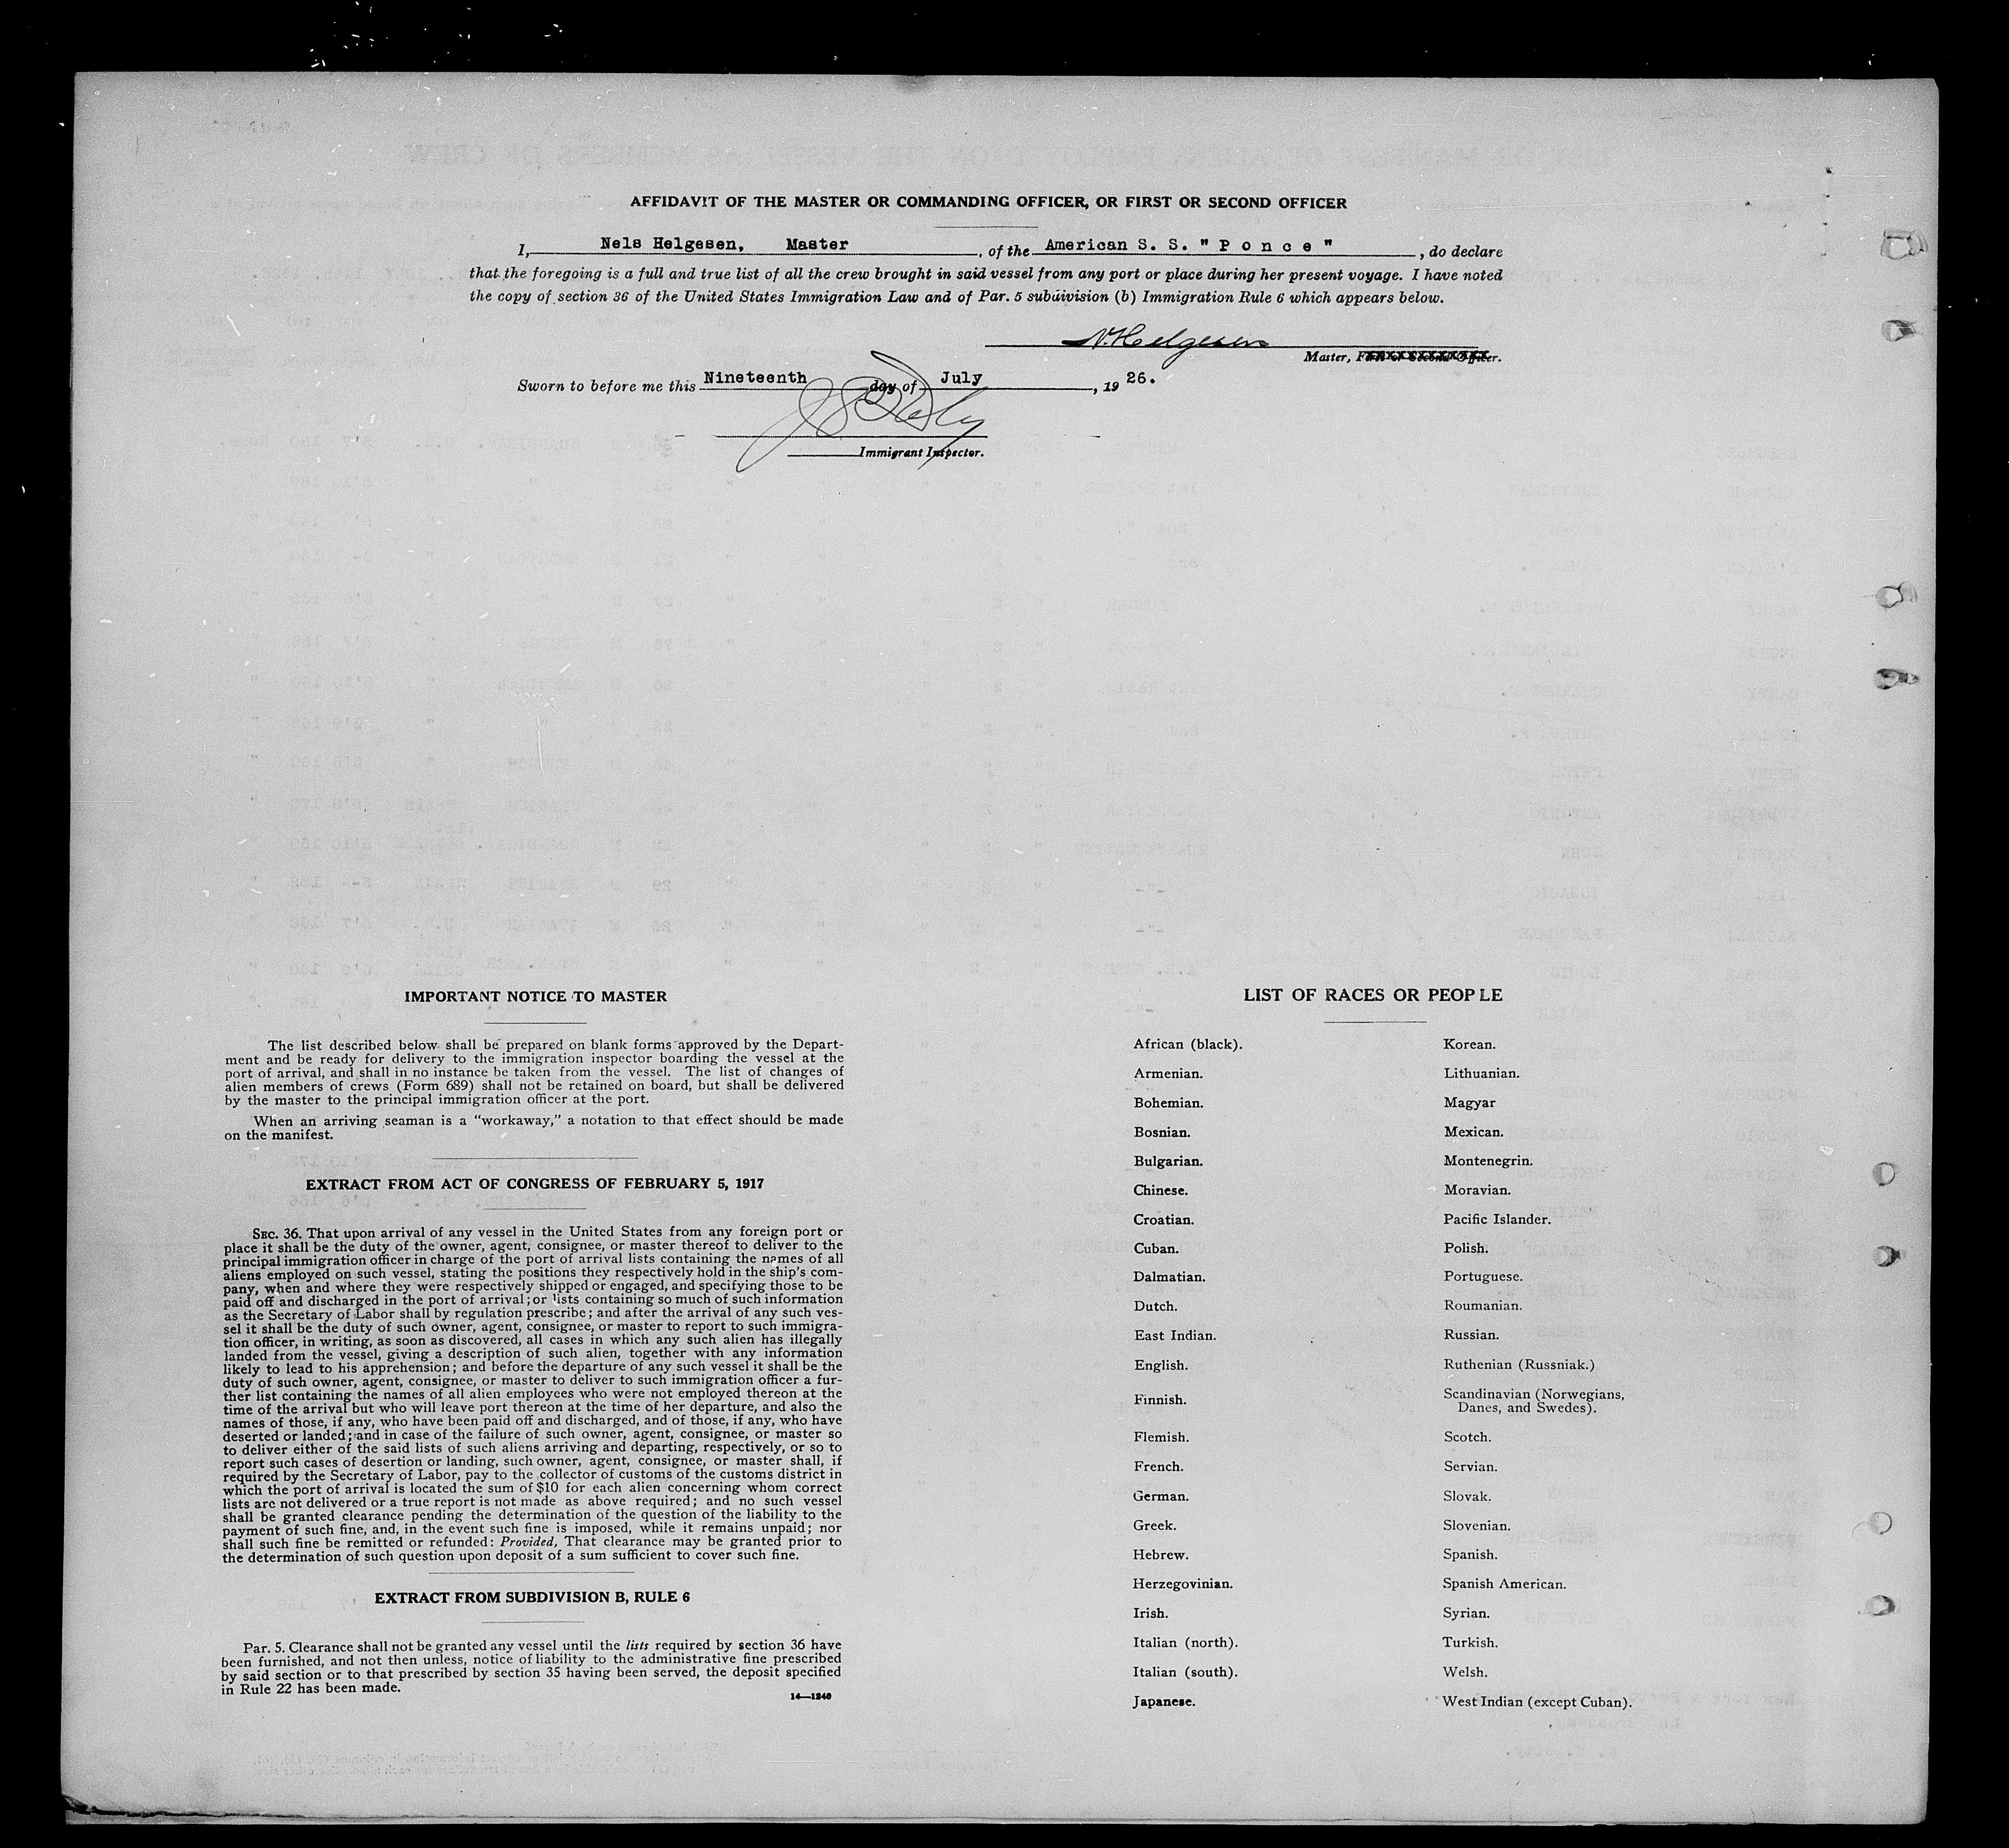 AFFIDAVIT OF THE MASTER OR COMMANDING OFFICER, OR FIRST OR SECOND OFFICER
I, Nels Helgesen, Master, of the American S. S. " P o n c e ", do declare
that the foregoing is a full and true list of all the crew brought in said vessel from any port or place during her present voyage. I have noted
the copy of section 36 of the United States Immigration Law and of Par. 5 subdivision (b) Immigration Rule 6 which appears below.
N. Helgesen
Master, First or Second Officer.
Sworn to before me this Nineteenth day of July, 19 26.
Immigrant Inspector.
IMPORTANT NOTICE TO MASTER
The list described below shall be prepared on blank forms approved by the Depart-
ment and be ready for delivery to the immigration inspector boarding the vessel at the
port of arrival, and shall in no instance be taken from the vessel. The list of changes of
alien members of crews (Form 689) shall not be retained on board, but shall be delivered
by the master to the principal immigration officer at the port.
When an arriving seaman is a "workaway," a notation to that effect should be made
on the manifest.
EXTRACT FROM ACT OF CONGRESS OF FEBRUARY 5, 1917
SEC. 36. That upon arrival of any vessel in the United States from any foreign port or
place it shall be the duty of the owner, agent, consignee, or master thereof to deliver to the
principal immigration officer in charge of the port of arrival lists containing the names of all
aliens employed on such vessel, stating the positions they respectively hold in the ship's com-
pany, when and where they were respectively shipped or engaged, and specifying those to be
paid off and discharged in the port of arrival; or lists containing so much of such information
as the Secretary of Labor shall by regulation prescribe; and after the arrival of any such ves-
sel it shall be the duty of such owner, agent, consignee, or master to report to such immigra-
tion officer, in writing, as soon as discovered, all cases in which any such alien has illegally
landed from the vessel, giving a description of such alien, together with any information
likely to lead to his apprehension; and before the departure of any such vessel it shall be the
duty of such owner, agent, consignee, or master to deliver to such immigration officer a fur-
ther list containing the names of all alien employees who were not employed thereon at the
time of the arrival but who will leave port thereon at the time of her departure, and also the
names of those, if any, who have been paid off and discharged, and of those, if any, who have
deserted or landed; and in case of the failure of such owner, agent, consignee, or master so
to deliver either of the said lists of such aliens arriving and departing, respectively, or so to
report such cases of desertion or landing, such owner, agent, consignee, or master shall, if
required by the Secretary of Labor, pay to the collector of customs of the customs district in
which the port of arrival is located the sum of $10 for each alien concerning whom correct
lists are not delivered or a true report is not made as above required; and no such vessel
shall be granted clearance pending the determination of the question of the liability to the
payment of such fine, and, in the event such fine is imposed, while it remains unpaid; nor
shall such fine be remitted or refunded: Provided, That clearance may be granted prior to
the determination of such question upon deposit of a sum sufficient to cover such fine.
EXTRACT FROM SUBDIVISION B, RULE 6
Par. 5. Clearance shall not be granted any vessel until the lists required by section 36 have
been furnished, and not then unless, notice of liability to the administrative fine prescribed
by said section or to that prescribed by section 35 having been served, the deposit specified
in Rule 22 has been made.
14—1240
LIST OF RACES OR PEOPLE
African (black).
Armenian.
Bohemian.
Bosnian.
Bulgarian.
Chinese.
Croatian.
Cuban.
Dalmatian.
Dutch.
East Indian.
English.
Finnish.
Flemish.
French.
German.
Greek.
Hebrew.
Herzegovinian.
Irish.
Italian (north).
Italian (south).
Japanese.
Korean.
Lithuanian.
Magyar
Mexican.
Montenegrin.
Moravian.
Pacific Islander.
Polish.
Portuguese.
Roumanian.
Russian.
Ruthenian (Russniak.)
Scandinavian (Norwegians,
Danes, and Swedes).
Scotch.
Servian.
Slovak.
Slovenian.
Spanish.
Spanish American.
Syrian.
Turkish.
Welsh.
West Indian (except Cuban).